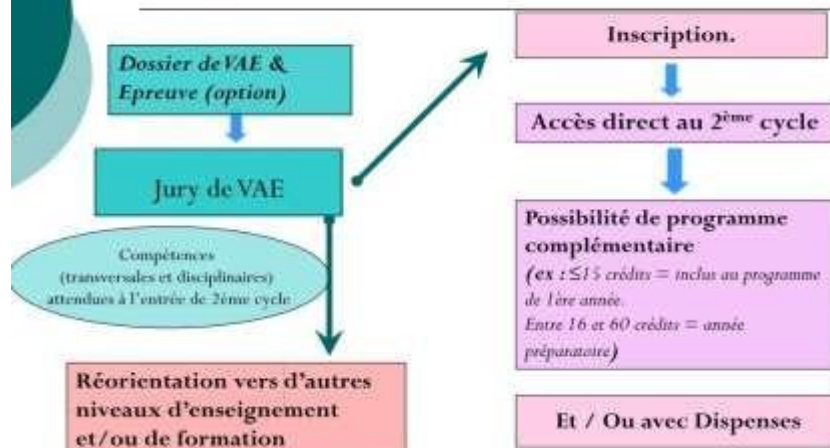 Dossier de VAE &
Epreuve (option)
Jury de VAE
Compétences
(transversales et disciplinaires)
attendues à l'entrée de 2ème cycle
Réorientation vers d'autres
niveaux d'enseignement
et/ou de formation
Inscription.
Accès direct au 2ème cycle
Possibilité de programme
complémentaire
(ex : ≤15 crédits = inclus au programme
de 1ère année.
Entre 16 et 60 crédits = année
préparatoire)
Et / Ou avec Dispenses